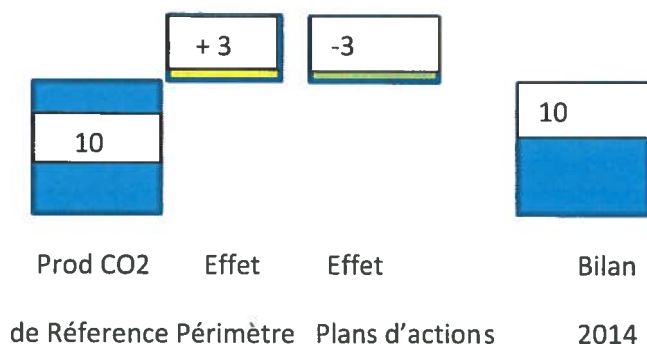 + 3 -3
10 10
Prod CO2 Effet Effet Bilan
de Réference Périmètre Plans d'actions 2014